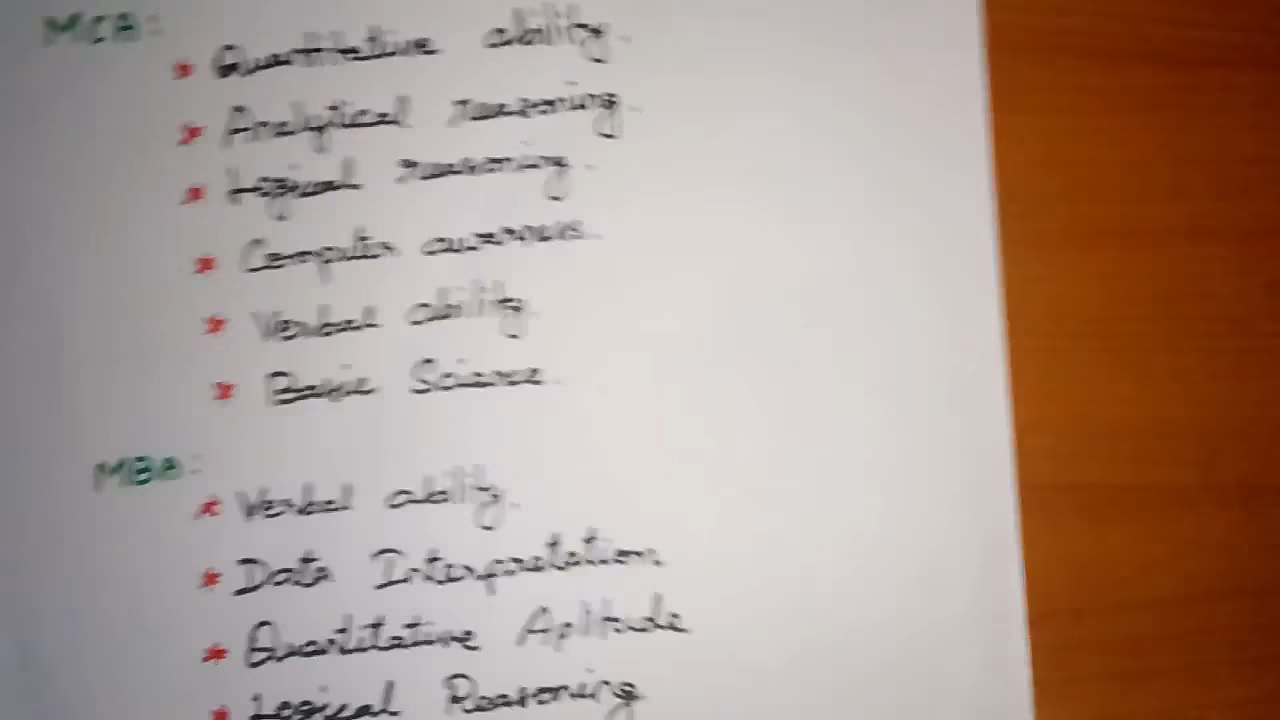 MCA:
* Quantitative ability.
* Analytical reasoning.
* Logical reasoning.
* Computer awarness.
* Verbal ability.
* Basic Science.
MBA:
* Verbal ability.
* Data Interpretation.
* Quantitative Aptitude
* Logical Reasoning